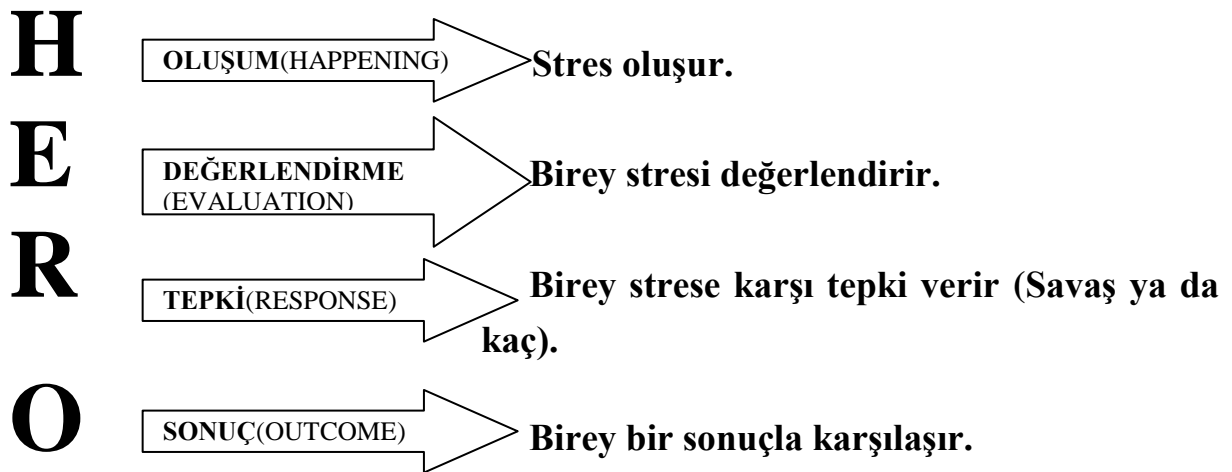 H
OLUŞUM(HAPPENING)
Stres oluşur.
E
DEĞERLENDİRME
(EVALUATION)
Birey stresi değerlendirir.
R
TEPKİ(RESPONSE)
Birey strese karşı tepki verir (Savaş ya da
kaç).
O
SONUÇ(OUTCOME)
Birey bir sonuçla karşılaşır.